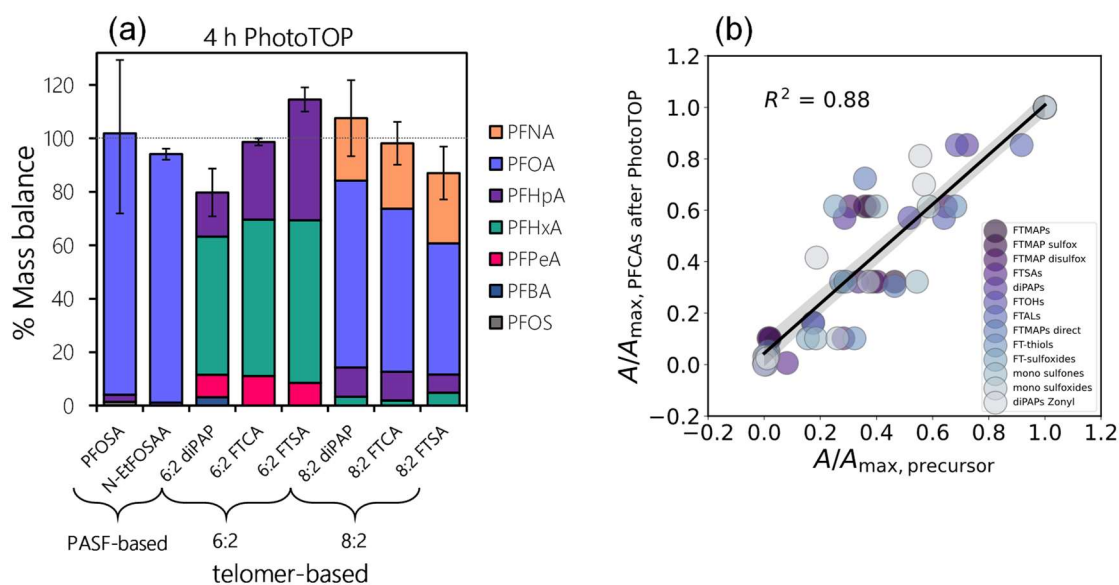 (a)
4 h PhotoTOP
% Mass balance
120
100
80
60
40
20
0
PFOSA
N-EtFOSAA
6:2 diPAP
6:2 FTCA
6:2 FTSA
8:2 diPAP
8:2 FTCA
8:2 FTSA
PASF-based
6:2
8:2
telomer-based
PFNA
PFOA
PFHpA
PFHxA
PFPeA
PFBA
PFOS
(b)
R² = 0.88
A/Amax, PFCAs after PhotoTOP
1.2
1.0
0.8
0.6
0.4
0.2
0.0
−0.2
−0.2 0.0 0.2 0.4 0.6 0.8 1.0 1.2
A/Amax, precursor
FTMAPs
FTMAP sulfox
FTMAP disulfox
FTSAs
diPAPs
FTOHs
FTALs
FTMAPs direct
FT-thiols
FT-sulfoxides
mono sulfones
mono sulfoxides
diPAPs Zonyl